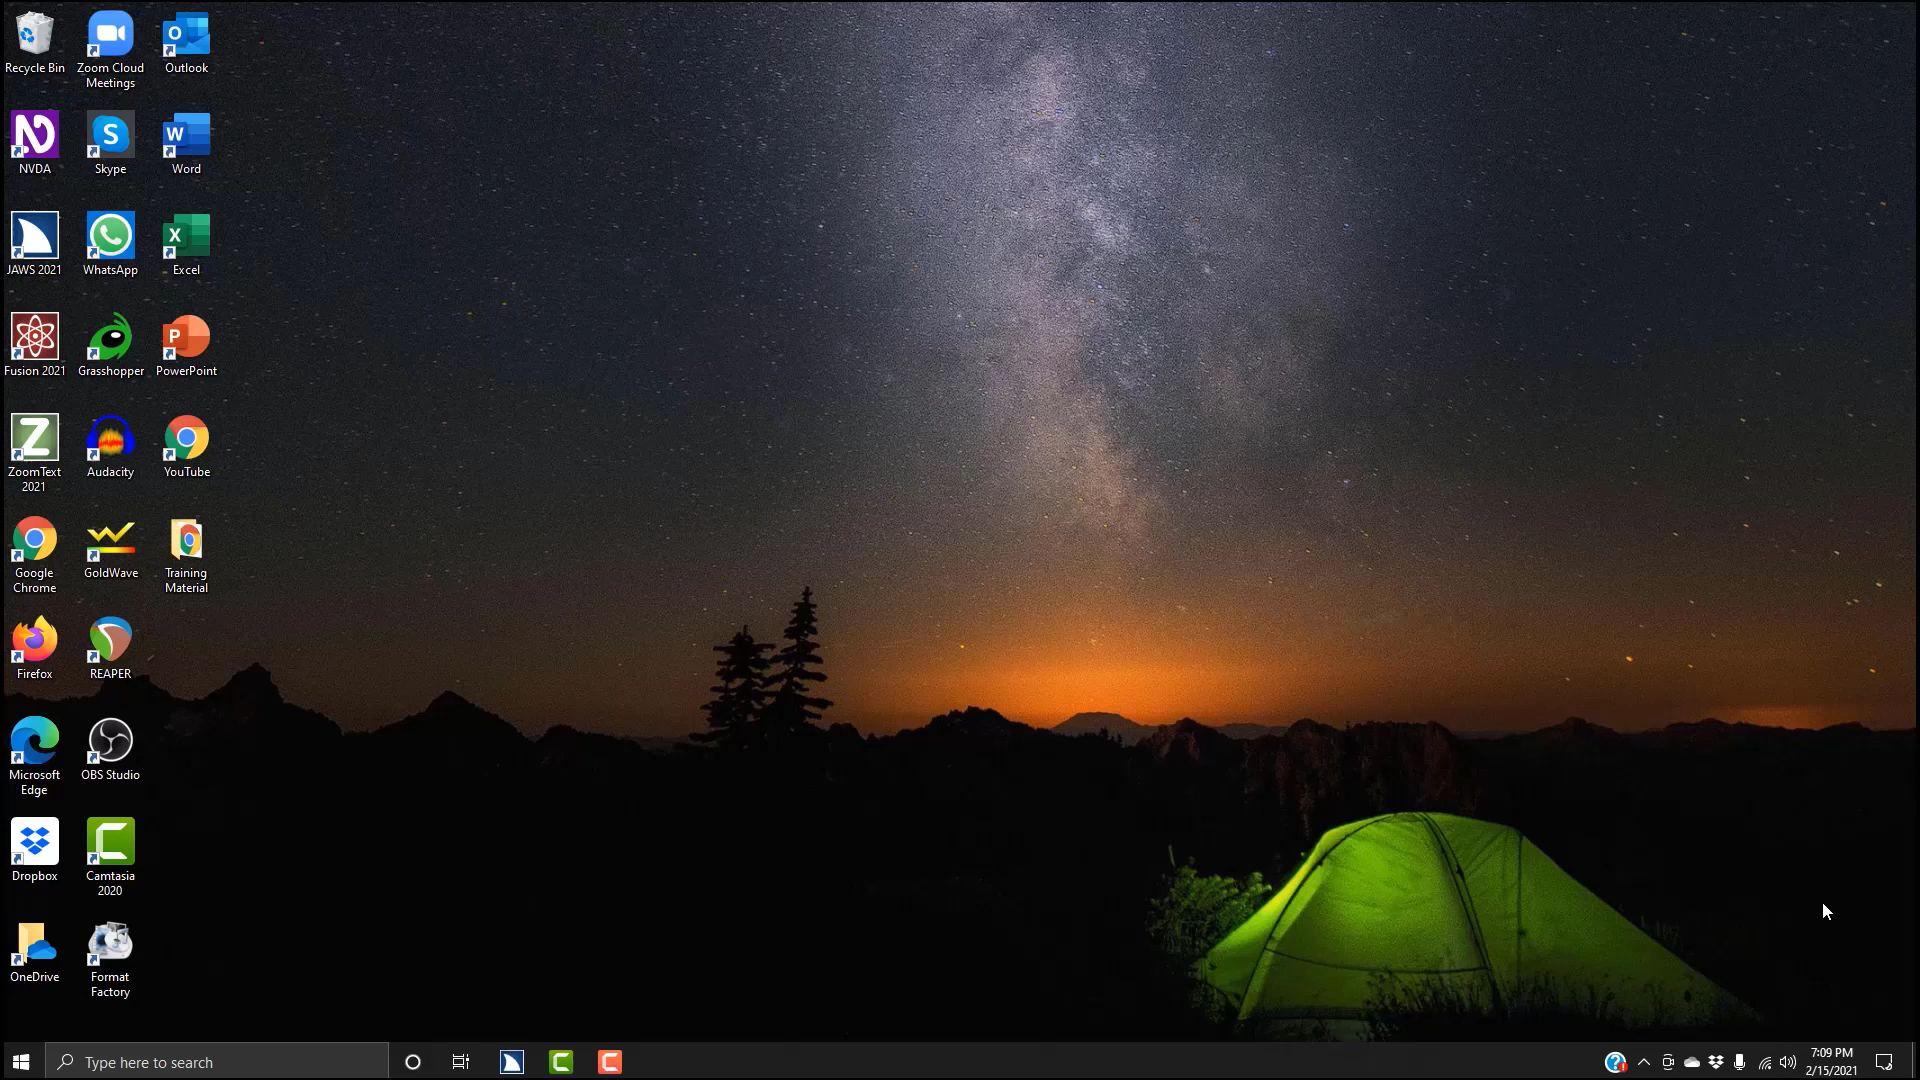 Recycle Bin
Zoom Cloud
Meetings
Outlook
NVDA
Skype
Word
JAWS 2021
WhatsApp
Excel
Fusion 2021
Grasshopper
PowerPoint
ZoomText
2021
Audacity
YouTube
Google
Chrome
GoldWave
Training
Material
Firefox
REAPER
Microsoft
Edge
OBS Studio
Dropbox
Camtasia
2020
OneDrive
Format
Factory
Type here to search
7:09 PM
2/15/2021